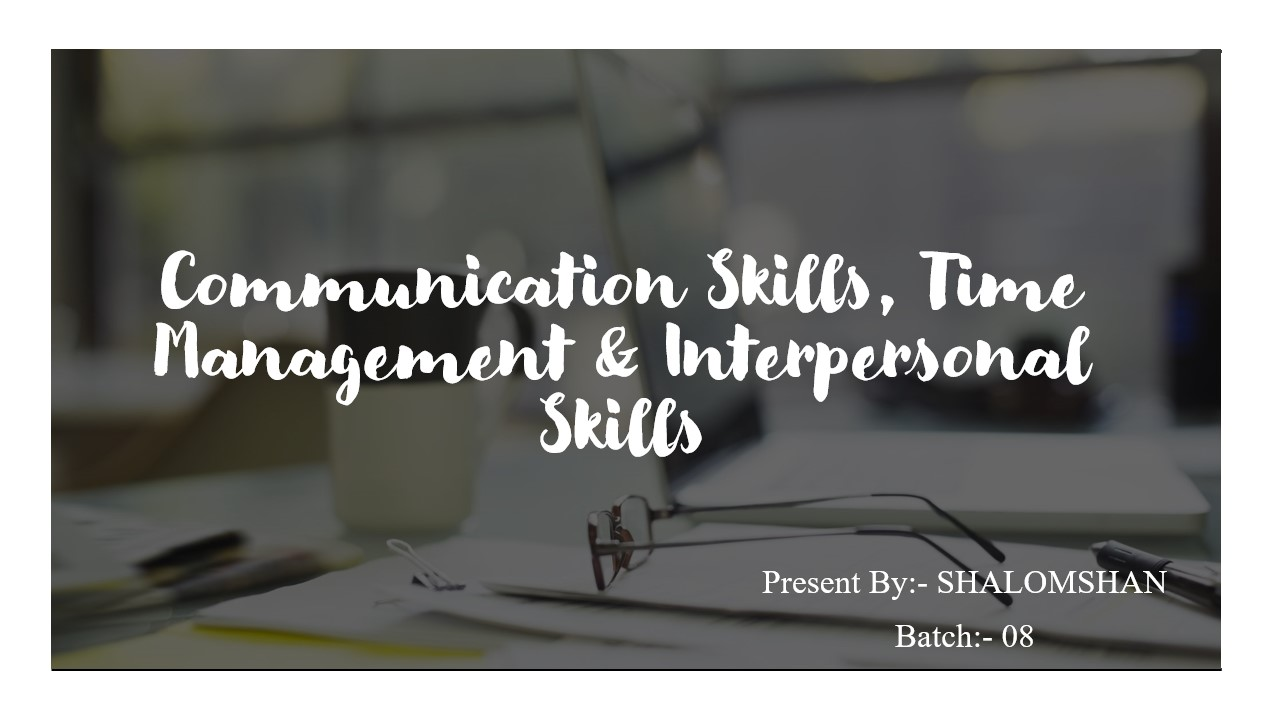 Communication Skills, Time
Management & Interpersonal
Skills
Present By:- SHALOMSHAN
Batch:- 08